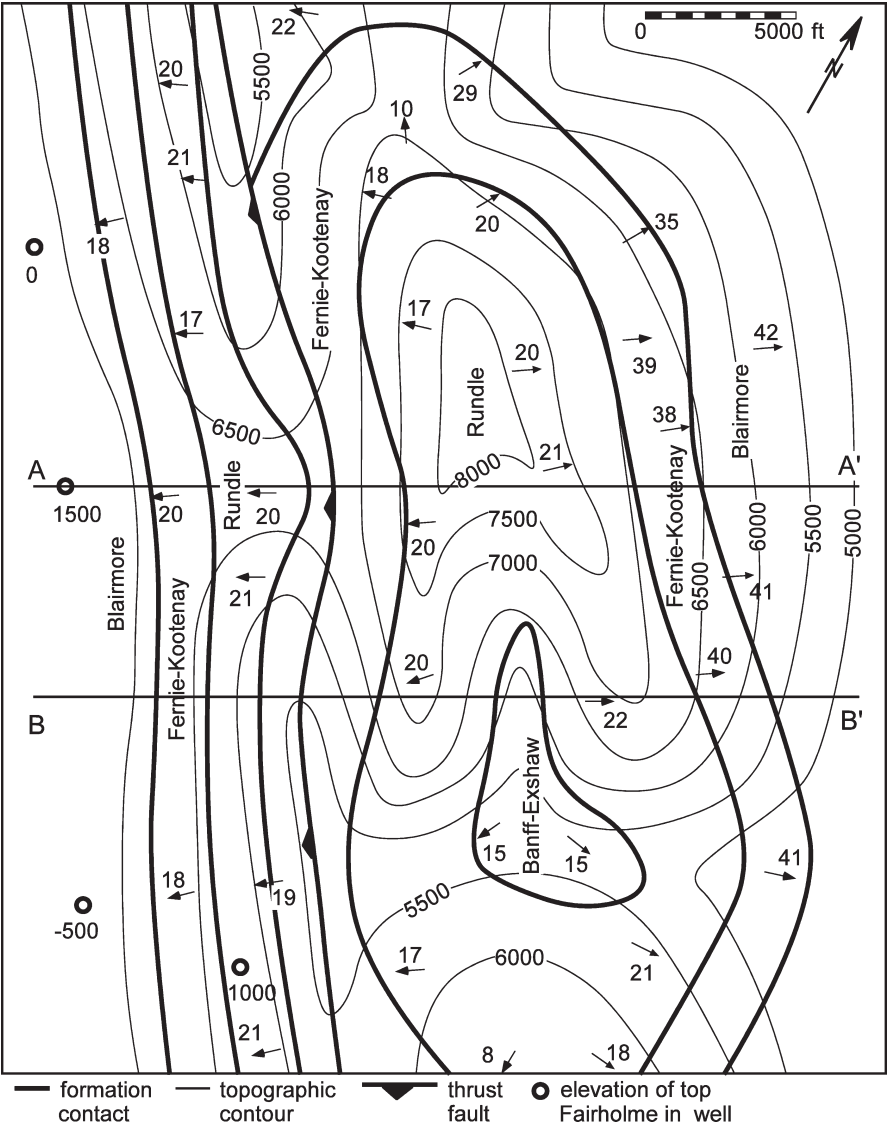 22
0 5000 ft
N
5500
20
29
10
21
18
6000
20
Fernie-Kootenay
35
18
0
17
17
42
20
39
Rundle
Blairmore
38
6500
21
A
Rundle
8000
Fernie-Kootenay
A'
1500
20
20
20
7500
6000
5500
5000
Blairmore
7000
6500
41
21
Fernie-Kootenay
20
40
B
22
B'
Banff-Exshaw
15
15
41
18
19
5500
-500
17
21
6000
1000
21
8
18
formation contact
topographic contour
thrust fault
elevation of top Fairholme in well